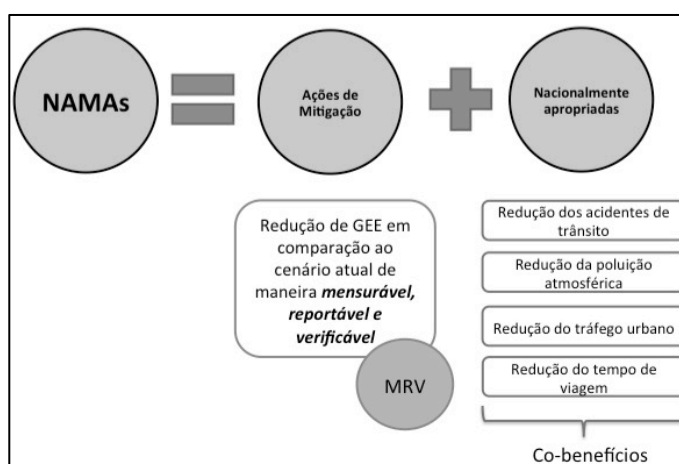 NAMAs
Ações de
Mitigação
Nacionalmente
apropriadas
Redução de GEE em
comparação ao
cenário atual de
maneira mensurável,
reportável e
verificável
MRV
Redução dos acidentes de
trânsito
Redução da poluição
atmosférica
Redução do tráfego urbano
Redução do tempo de
viagem
Co-benefícios